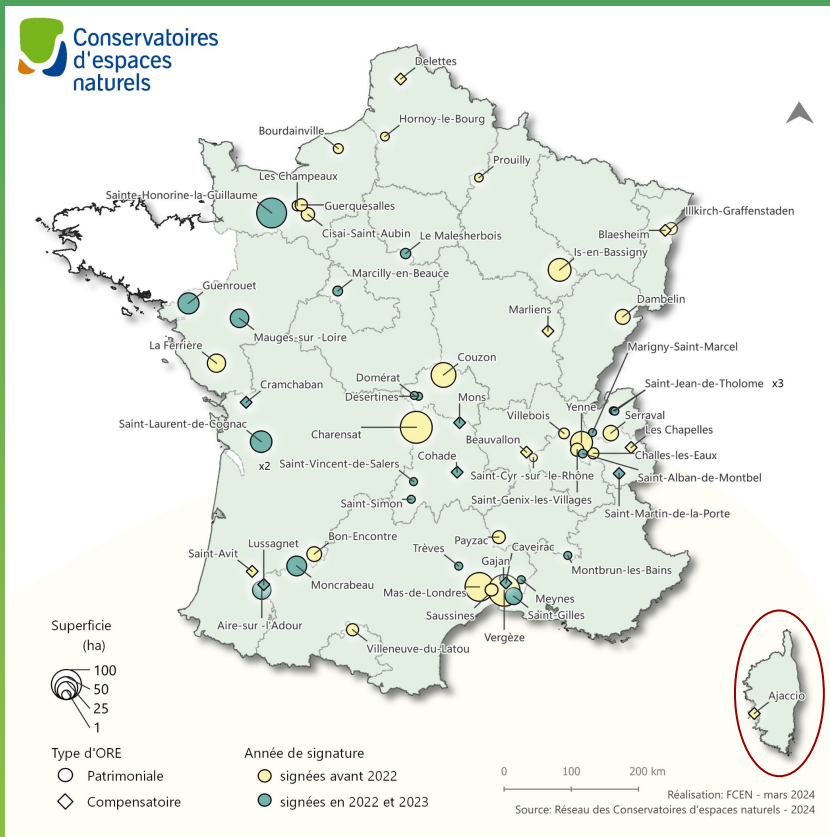 Conservatoires
d'espaces
naturels
Delettes
Hornoy-le-Bourg
Bourdainville
Prouilly
Les Champeaux
Sainte-Honorine-la-Guillaume
Guerquesalles
Illkirch-Graffenstaden
Cisai-Saint-Aubin
Le Malesherbois
Blaesheim
Is-en-Bassigny
Marcilly-en-Beauce
Guenrouet
Dambelin
Marliens
Mauges-sur -Loire
La Ferrière
Marigny-Saint-Marcel
Couzon
Domérat
Saint-Jean-de-Tholome x3
Cramchaban
Désertines
Mons
Yenne
Villebois
Serraval
Saint-Laurent-de-Cognac
Les Chapelles
Charensat
Beauvallon
Challes-les-Eaux
x2
Cohade
Saint-Vincent-de-Salers
Saint-Cyr -sur -le-Rhône
Saint-Alban-de-Montbel
Saint-Simon
Saint-Genix-les-Villages
Saint-Martin-de-la-Porte
Bon-Encontre
Payzac
Lussagnet
Trèves
Caveirac
Saint-Avit
Gajan
Montbrun-les-Bains
Moncrabeau
Mas-de-Londres
Meynes
Saussines
Saint-Gilles
Aire-sur -l'Adour
Vergèze
Villeneuve-du-Latou
Ajaccio
Superficie
(ha)
100
50
25
1
Type d'ORE
Patrimoniale
Compensatoire
Année de signature
signées avant 2022
signées en 2022 et 2023
0 100 200 km
Réalisation: FCEN - mars 2024
Source: Réseau des Conservatoires d'espaces naturels - 2024